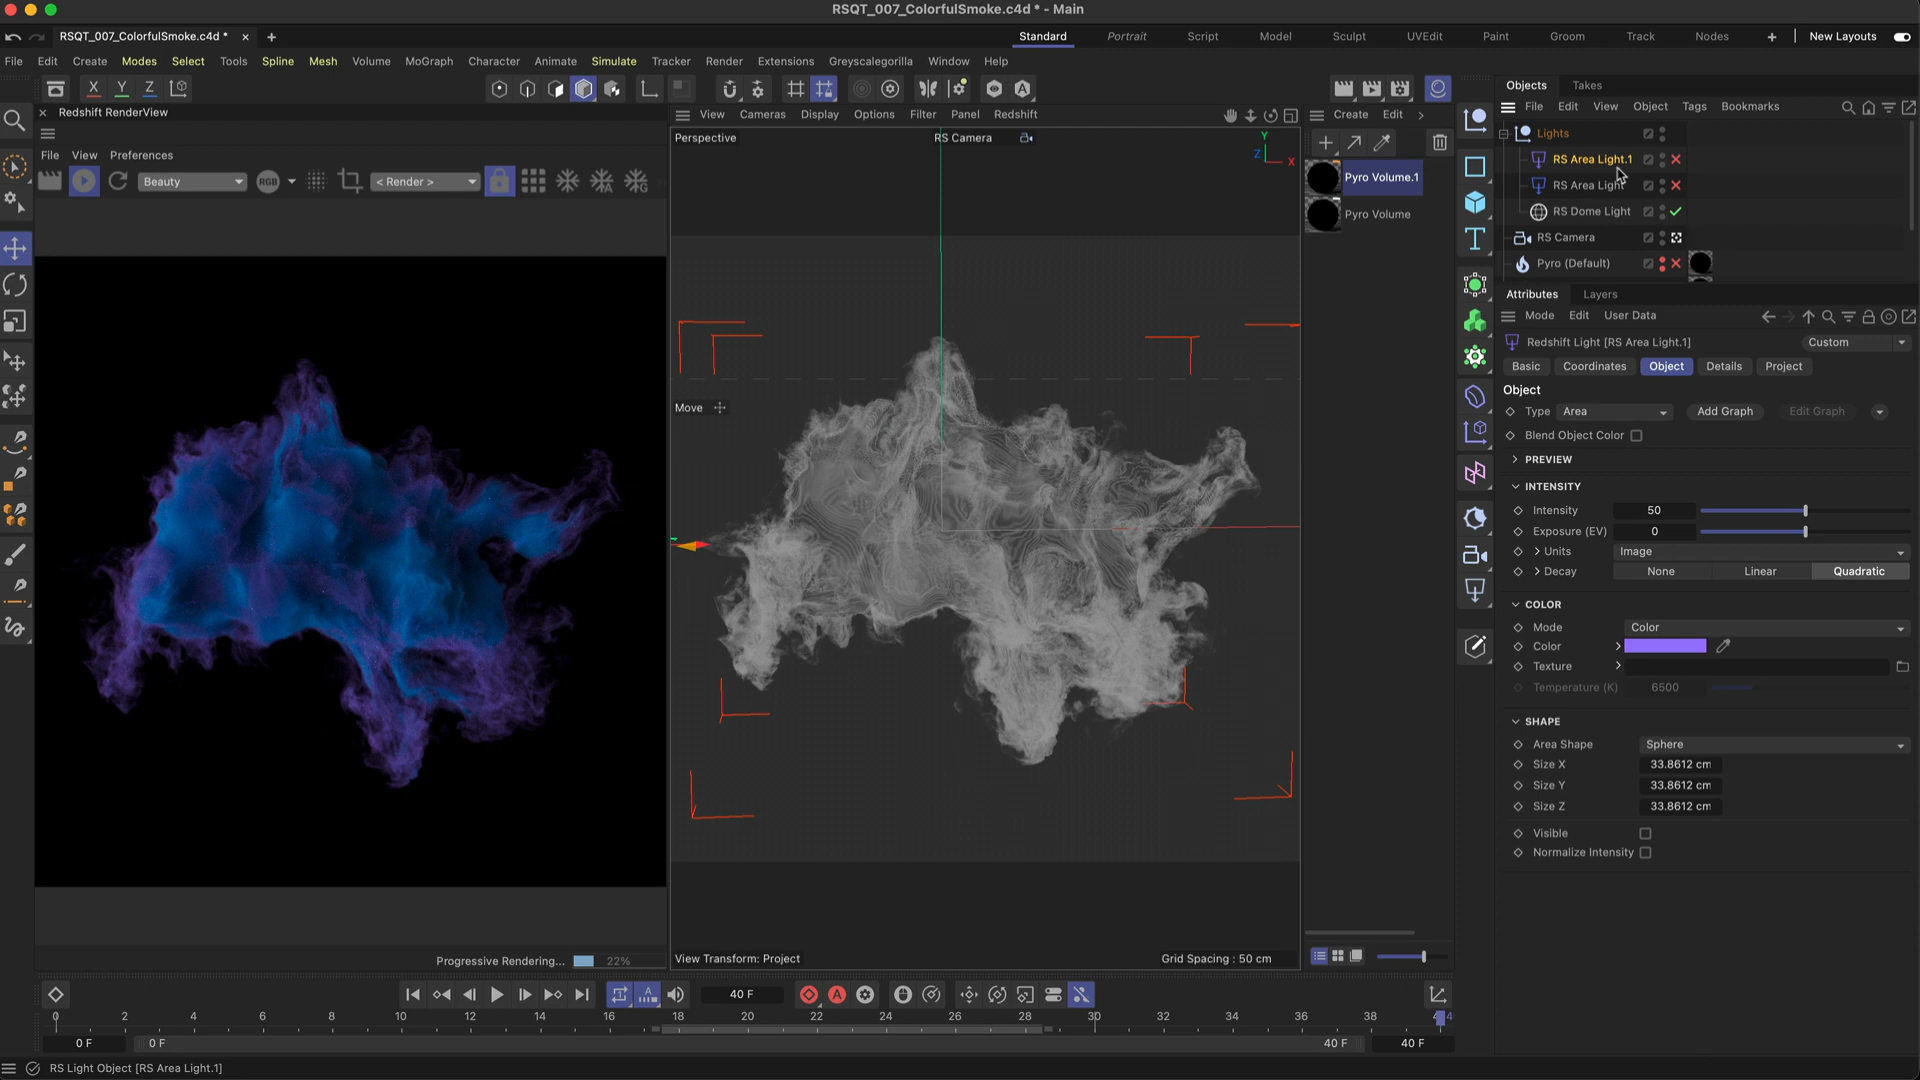 RSQT_007_ColorfulSmoke.c4d * - Main
RSQT_007_ColorfulSmoke.c4d *
Standard Portrait Script Model Sculpt UVEdit Paint Groom Track Nodes New Layouts
File Edit Create Modes Select Tools Spline Mesh Volume MoGraph Character Animate Simulate Tracker Render Extensions Greyscalegorilla Window Help
X Y Z
Redshift RenderView
File View Preferences
Beauty RGB < Render >
View Cameras Display Options Filter Panel Redshift
Perspective
RS Camera
Y
Z
X
Move
View Transform: Project
Grid Spacing : 50 cm
Progressive Rendering... 22%
Create Edit
Pyro Volume.1
Pyro Volume
Objects Takes
File Edit View Object Tags Bookmarks
Lights
RS Area Light.1
RS Area Light
RS Dome Light
RS Camera
Pyro (Default)
Attributes Layers
Mode Edit User Data
Redshift Light [RS Area Light.1] Custom
Basic Coordinates Object Details Project
Object
Type Area Add Graph Edit Graph
Blend Object Color
PREVIEW
INTENSITY
Intensity 50
Exposure (EV) 0
Units Image
Decay None Linear Quadratic
COLOR
Mode Color
Color
Texture
Temperature (K) 6500
SHAPE
Area Shape Sphere
Size X 33.8612 cm
Size Y 33.8612 cm
Size Z 33.8612 cm
Visible
Normalize Intensity
40 F
0 2 4 6 8 10 12 14 16 18 20 22 24 26 28 30 32 34 36 38
0 F 0 F 40 F 40 F
RS Light Object [RS Area Light.1]